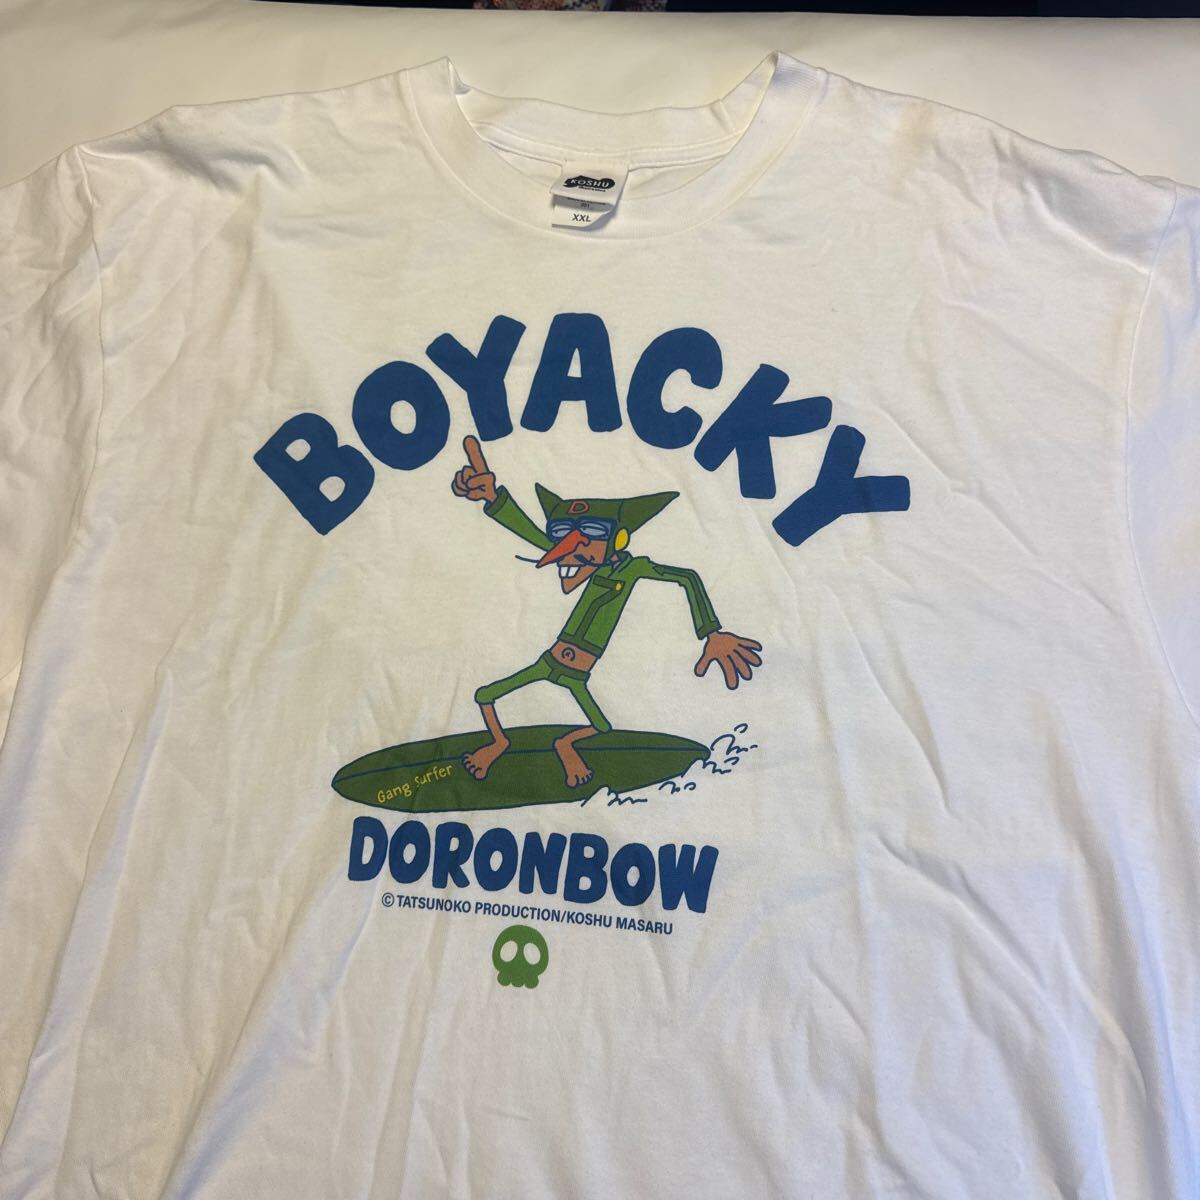 KOSHU
XXL
BOYACKY
D
Gang Surfer
DORONBOW
© TATSUNOKO PRODUCTION/KOSHU MASARU